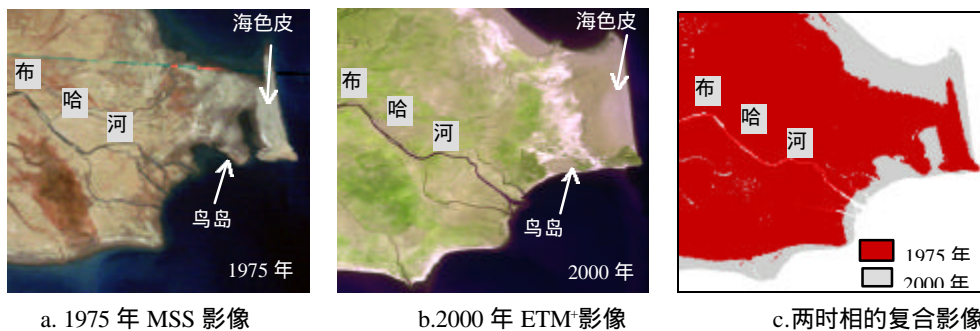 海色皮
布
哈
河
鸟岛
1975 年
海色皮
布
哈
河
鸟岛
2000 年
布
哈
河
1975 年
2000 年
a. 1975 年 MSS 影像
b.2000 年 ETM⁺影像
c.两时相的复合影像